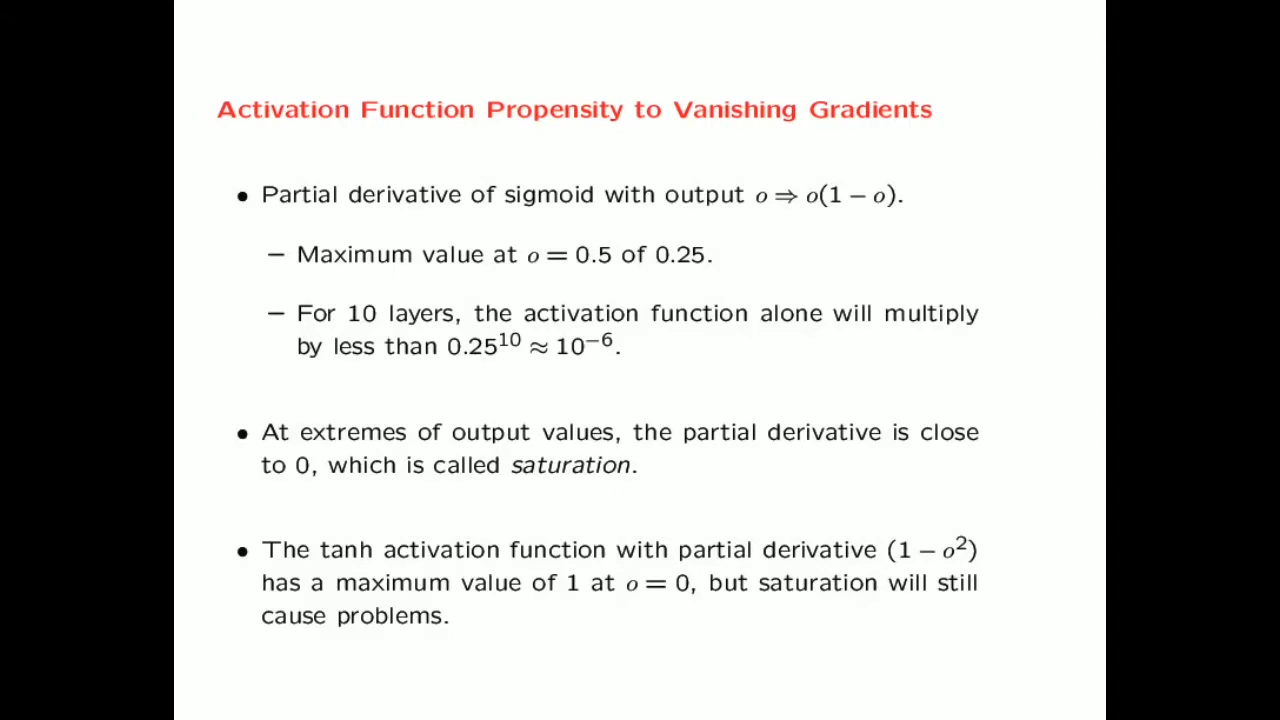 Activation Function Propensity to Vanishing Gradients
• Partial derivative of sigmoid with output o ⇒ o(1 − o).
– Maximum value at o = 0.5 of 0.25.
– For 10 layers, the activation function alone will multiply
by less than 0.25¹⁰ ≈ 10⁻⁶.
• At extremes of output values, the partial derivative is close
to 0, which is called saturation.
• The tanh activation function with partial derivative (1 − o²)
has a maximum value of 1 at o = 0, but saturation will still
cause problems.